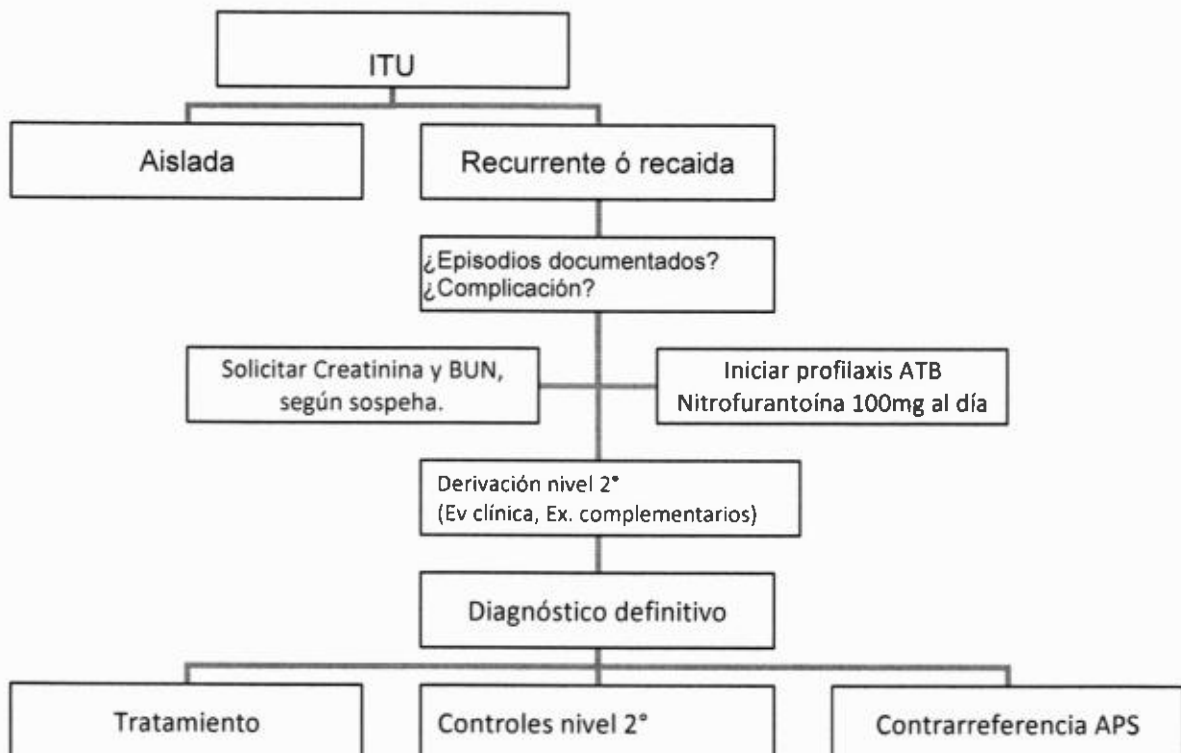 ITU
Aislada
Recurrente ó recaida
¿Episodios documentados?
¿Complicación?
Solicitar Creatinina y BUN,
según sospeha.
Iniciar profilaxis ATB
Nitrofurantoína 100mg al día
Derivación nivel 2°
(Ev clínica, Ex. complementarios)
Diagnóstico definitivo
Tratamiento
Controles nivel 2°
Contrarreferencia APS